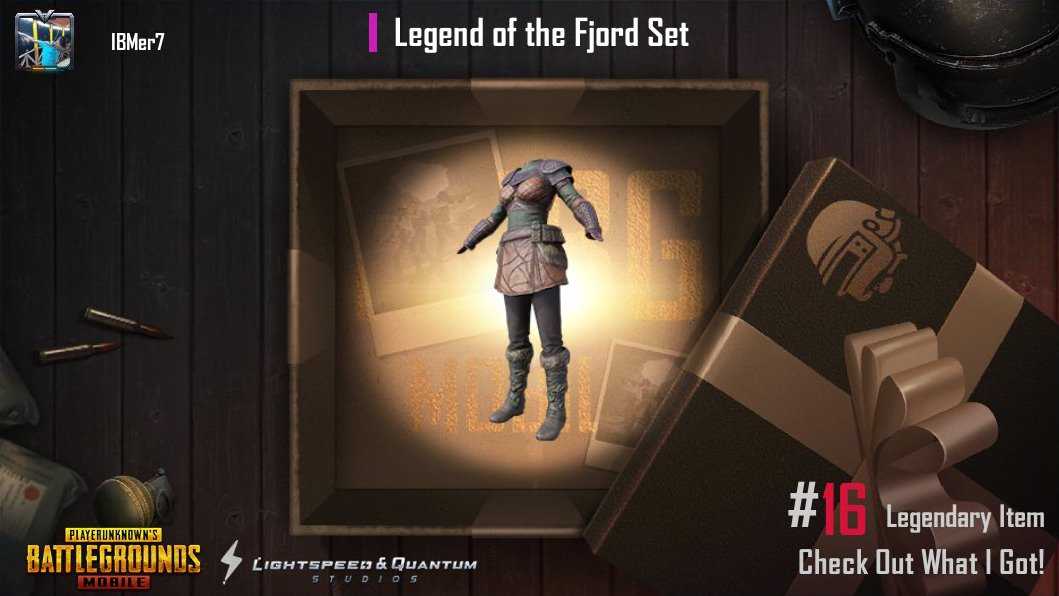 IBMer7
Legend of the Fjord Set
#16 Legendary Item
Check Out What I Got!
PLAYERUNKNOWN'S
BATTLEGROUNDS
MOBILE
LIGHTSPEED & QUANTUM
STUDIOS